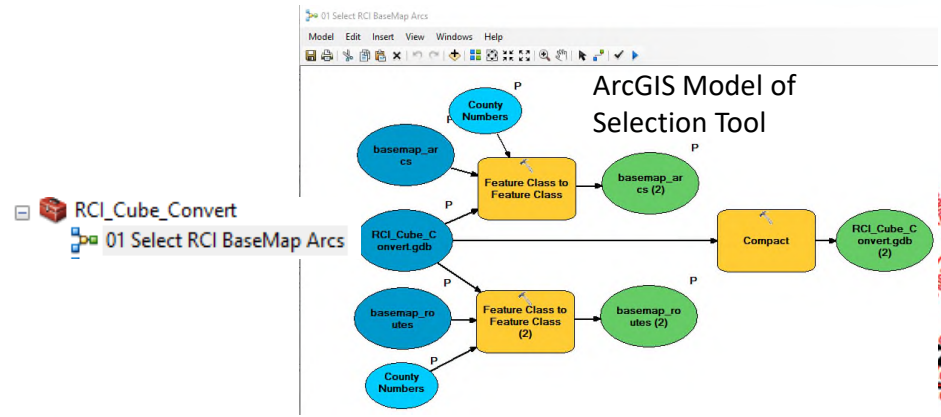 01 Select RCI BaseMap Arcs
Model Edit Insert View Windows Help
ArcGIS Model of
Selection Tool
P
County
Numbers
P
basemap_ar
cs
Feature Class to
Feature Class
P
basemap_ar
cs (2)
RCI_Cube_Convert
01 Select RCI BaseMap Arcs
P
RCI_Cube_C
onvert.gdb
Compact
RCI_Cube_C
onvert.gdb
(2)
P
basemap_ro
utes
Feature Class to
Feature Class
(2)
P
basemap_ro
utes (2)
P
County
Numbers